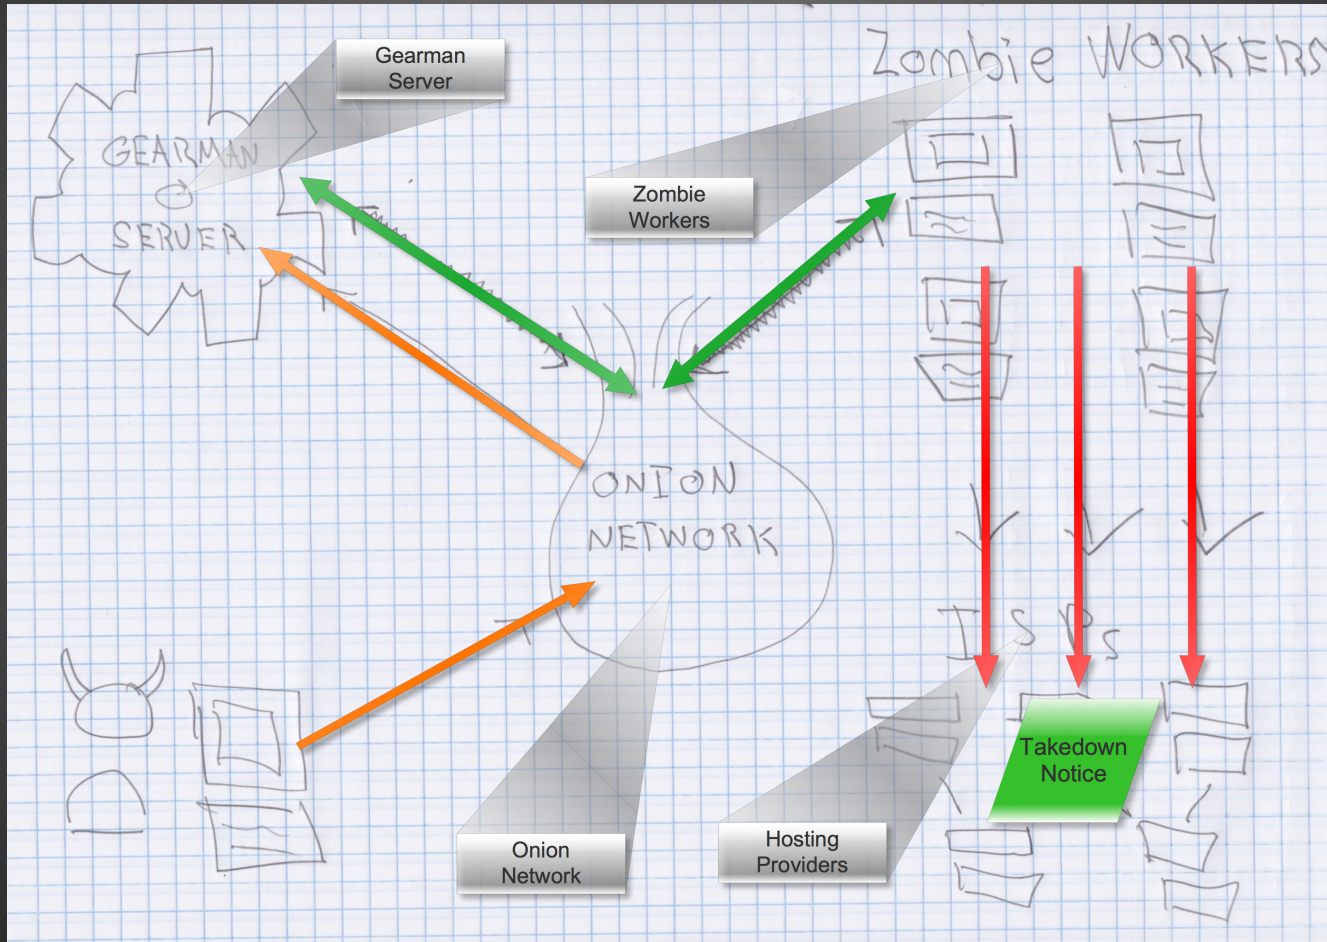 Gearman
Server
Zombie WORKERS
GEARMAN
SERVER
Zombie
Workers
ONION
NETWORK
ISPs
Takedown
Notice
Onion
Network
Hosting
Providers